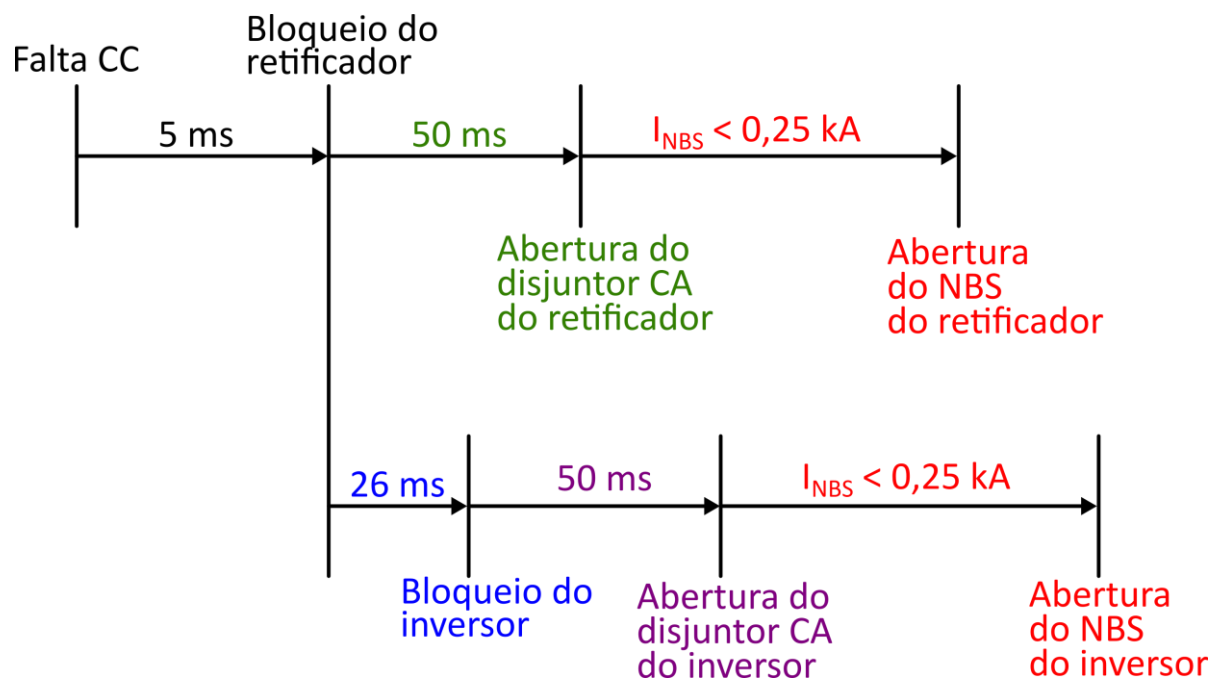 Falta CC
Bloqueio do
retificador
5 ms
50 ms
I_NBS < 0,25 kA
Abertura do
disjuntor CA
do retificador
Abertura
do NBS
do retificador
26 ms
50 ms
I_NBS < 0,25 kA
Bloqueio do
inversor
Abertura do
disjuntor CA
do inversor
Abertura
do NBS
do inversor